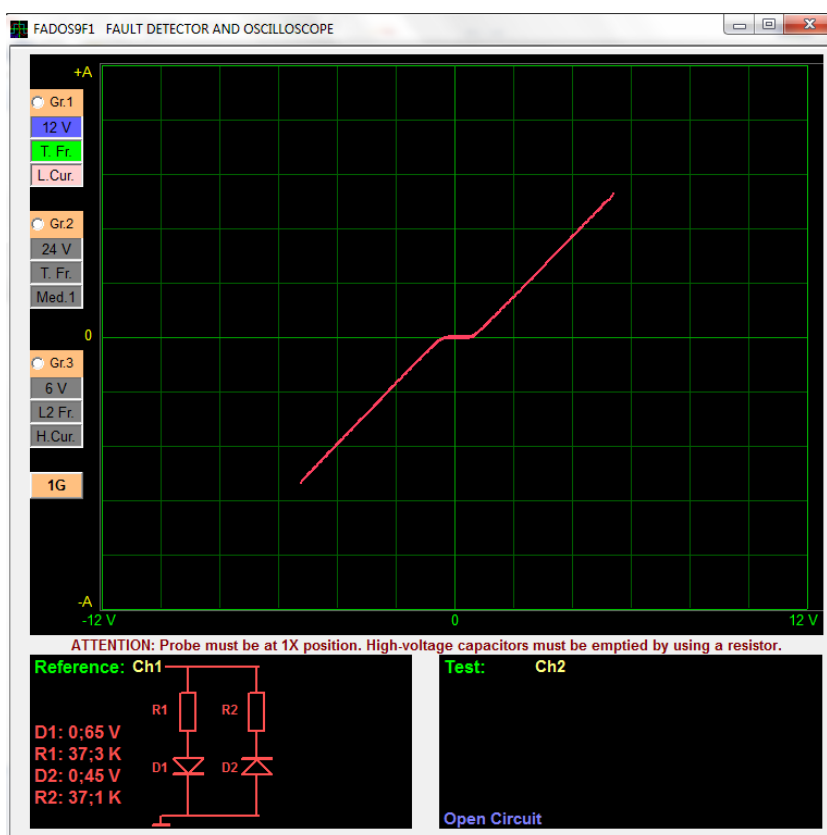 FADOS9F1 FAULT DETECTOR AND OSCILLOSCOPE
+A
Gr.1
12 V
T. Fr.
L.Cur.
Gr.2
24 V
T. Fr.
Med.1
0
Gr.3
6 V
L2 Fr.
H.Cur.
1G
-A
-12 V 0 12 V
ATTENTION: Probe must be at 1X position. High-voltage capacitors must be emptied by using a resistor.
Reference: Ch1
R1 R2
D1: 0;65 V
R1: 37;3 K
D2: 0;45 V
R2: 37;1 K
D1 D2
Test: Ch2
Open Circuit